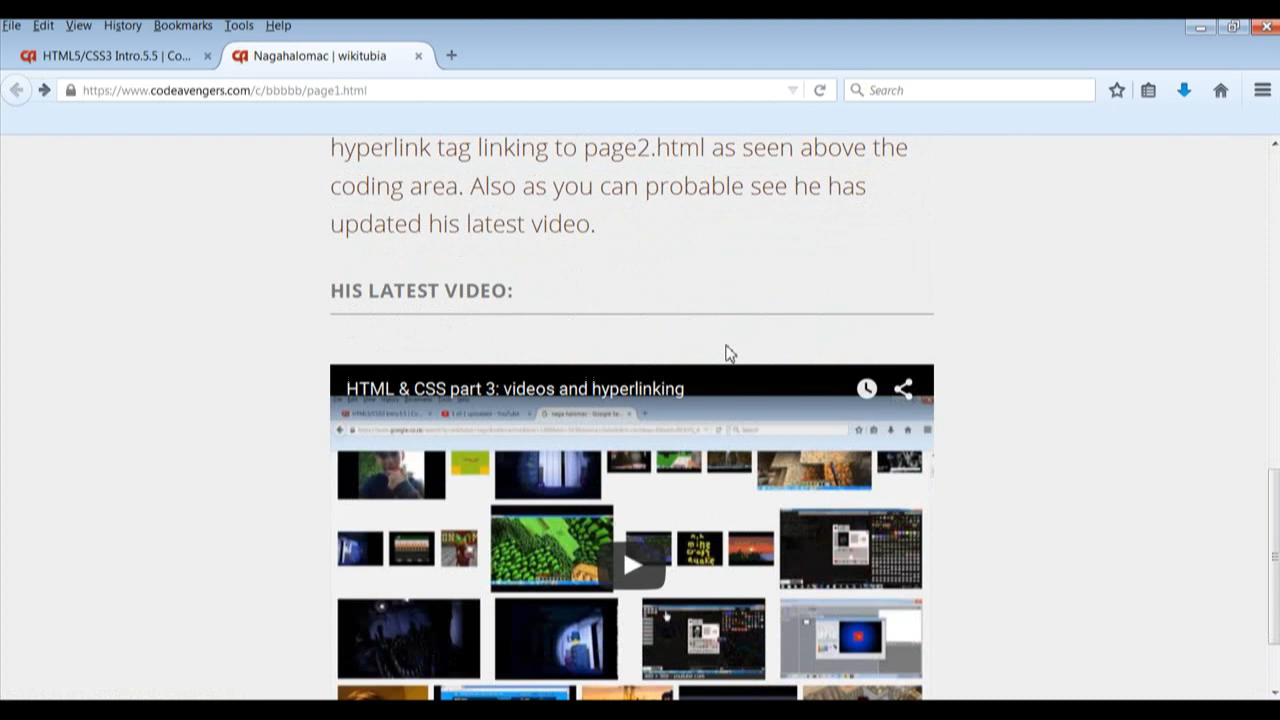 File Edit View History Bookmarks Tools Help
HTML5/CSS3 Intro.5.5 | Co...
Nagahalomac | wikitubia
https://www.codeavengers.com/c/bbbbb/page1.html
Search
hyperlink tag linking to page2.html as seen above the
coding area. Also as you can probable see he has
updated his latest video.
HIS LATEST VIDEO:
HTML & CSS part 3: videos and hyperlinking